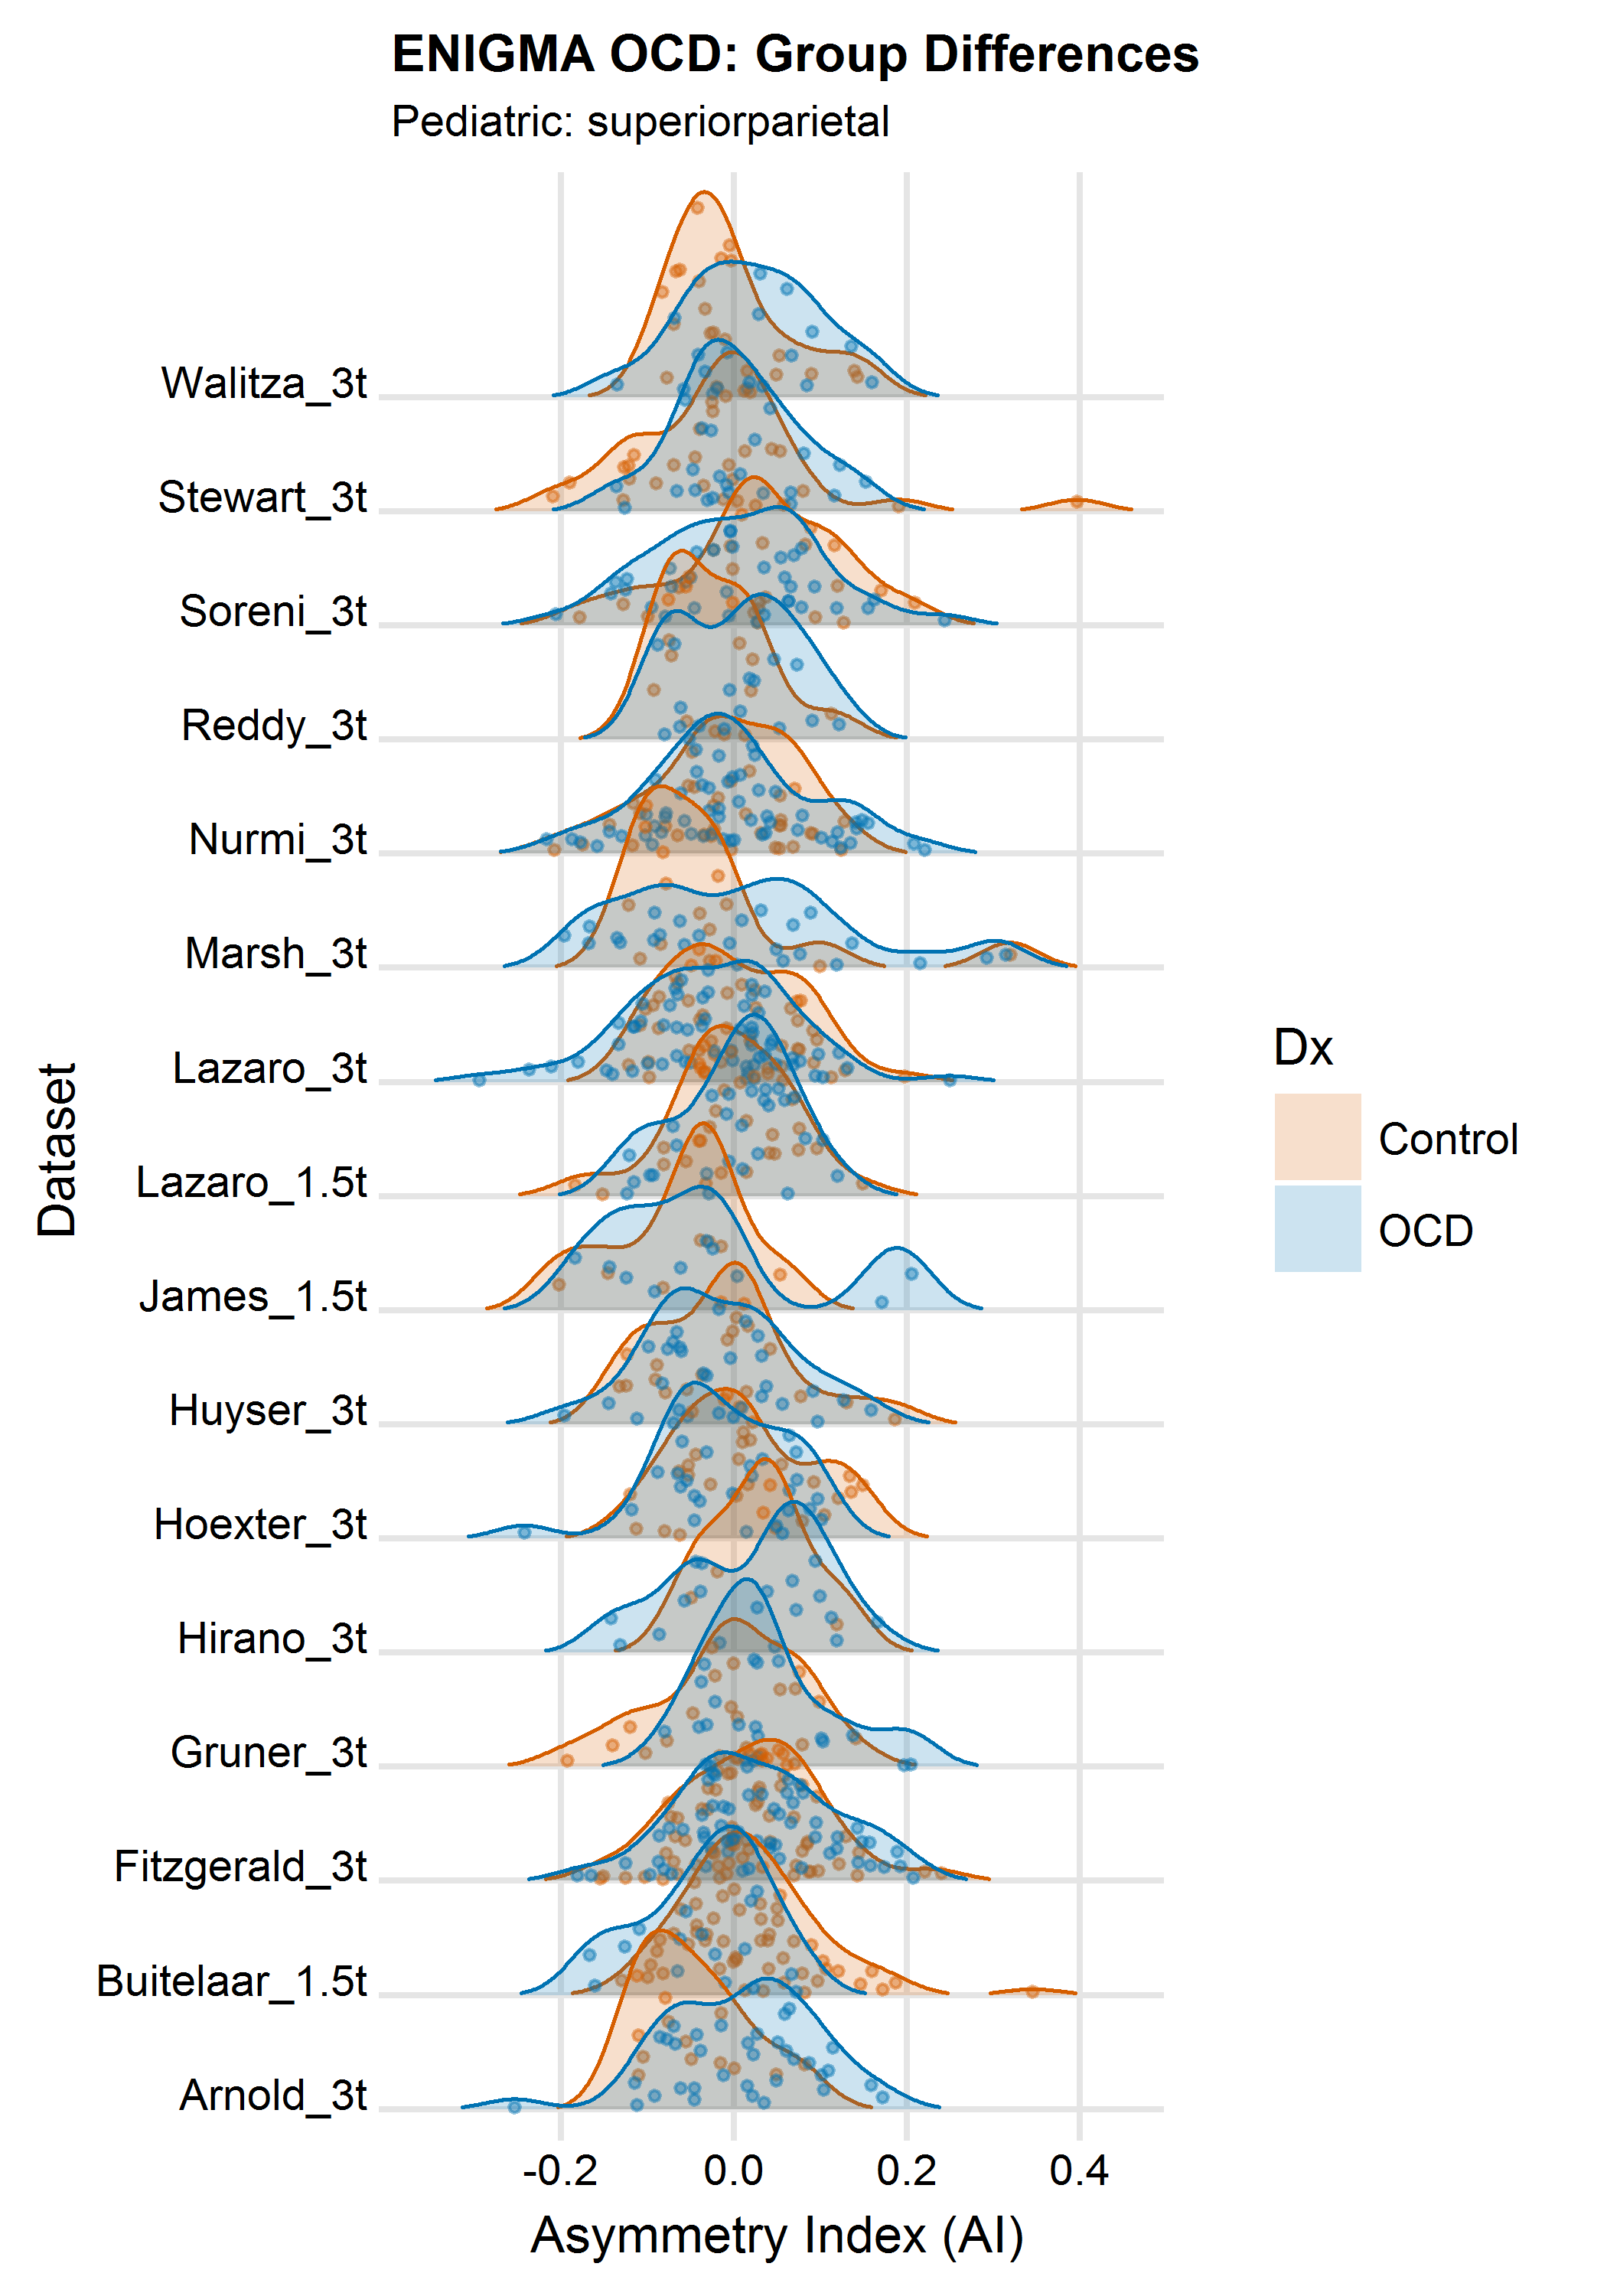 ENIGMA OCD: Group Differences
Pediatric: superiorparietal
Walitza_3t
Stewart_3t
Soreni_3t
Reddy_3t
Nurmi_3t
Marsh_3t
Lazaro_3t
Lazaro_1.5t
James_1.5t
Huyser_3t
Hoexter_3t
Hirano_3t
Gruner_3t
Fitzgerald_3t
Buitelaar_1.5t
Arnold_3t
Dataset
-0.2 0.0 0.2 0.4
Asymmetry Index (AI)
Dx
Control
OCD